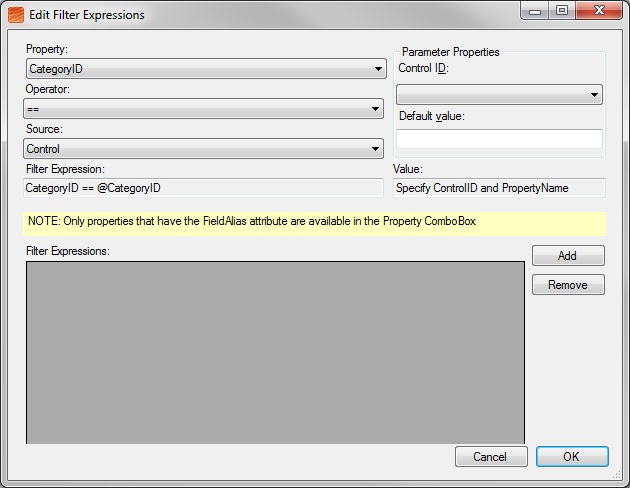 Edit Filter Expressions
Property:
CategoryID
Operator:
==
Source:
Control
Filter Expression:
CategoryID == @CategoryID
Parameter Properties
Control ID:
Default value:
Value:
Specify ControlID and PropertyName
NOTE: Only properties that have the FieldAlias attribute are available in the Property ComboBox
Filter Expressions:
Add
Remove
Cancel
OK